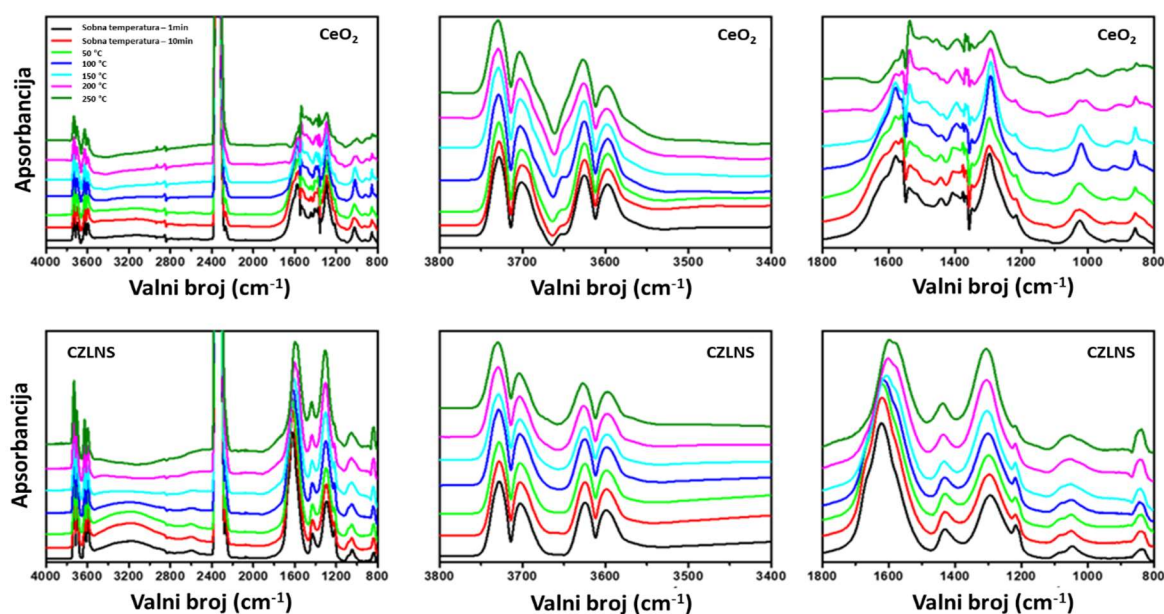 Apsorbancija
Sobna temperatura – 1min
Sobna temperatura – 10min
50 °C
100 °C
150 °C
200 °C
250 °C
CeO2
4000 3600 3200 2800 2400 2000 1600 1200 800
Valni broj (cm-1)
CeO2
3800 3700 3600 3500 3400
Valni broj (cm-1)
CeO2
1800 1600 1400 1200 1000 800
Valni broj (cm-1)
Apsorbancija
CZLNS
4000 3600 3200 2800 2400 2000 1600 1200 800
Valni broj (cm-1)
CZLNS
3800 3700 3600 3500 3400
Valni broj (cm-1)
CZLNS
1800 1600 1400 1200 1000 800
Valni broj (cm-1)